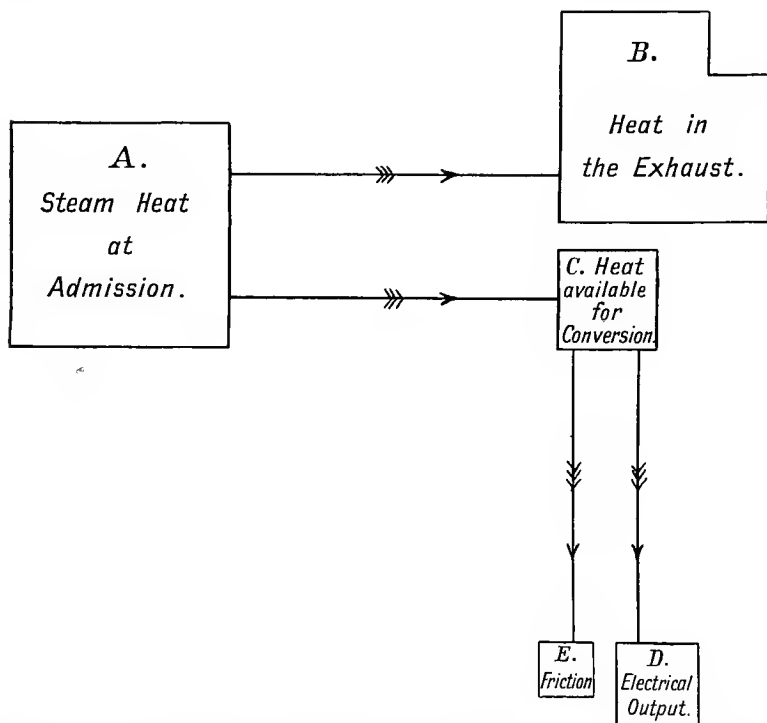 A.
Steam Heat
at
Admission.
B.
Heat in
the Exhaust.
C. Heat
available
for
Conversion.
E.
Friction
D.
Electrical
Output.